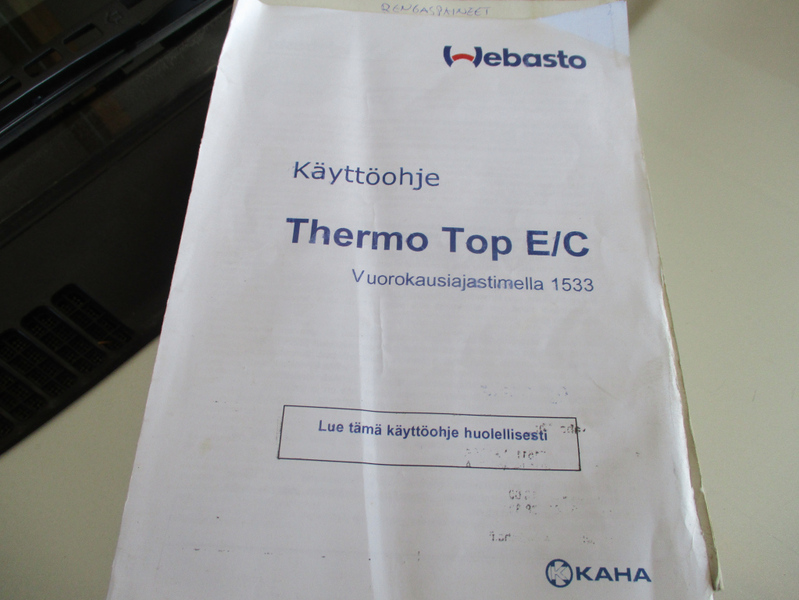 RENGASPAINEET
Webasto
Käyttöohje
Thermo Top E/C
Vuorokausiajastimella 1533
Lue tämä käyttöohje huolellisesti
KAHA